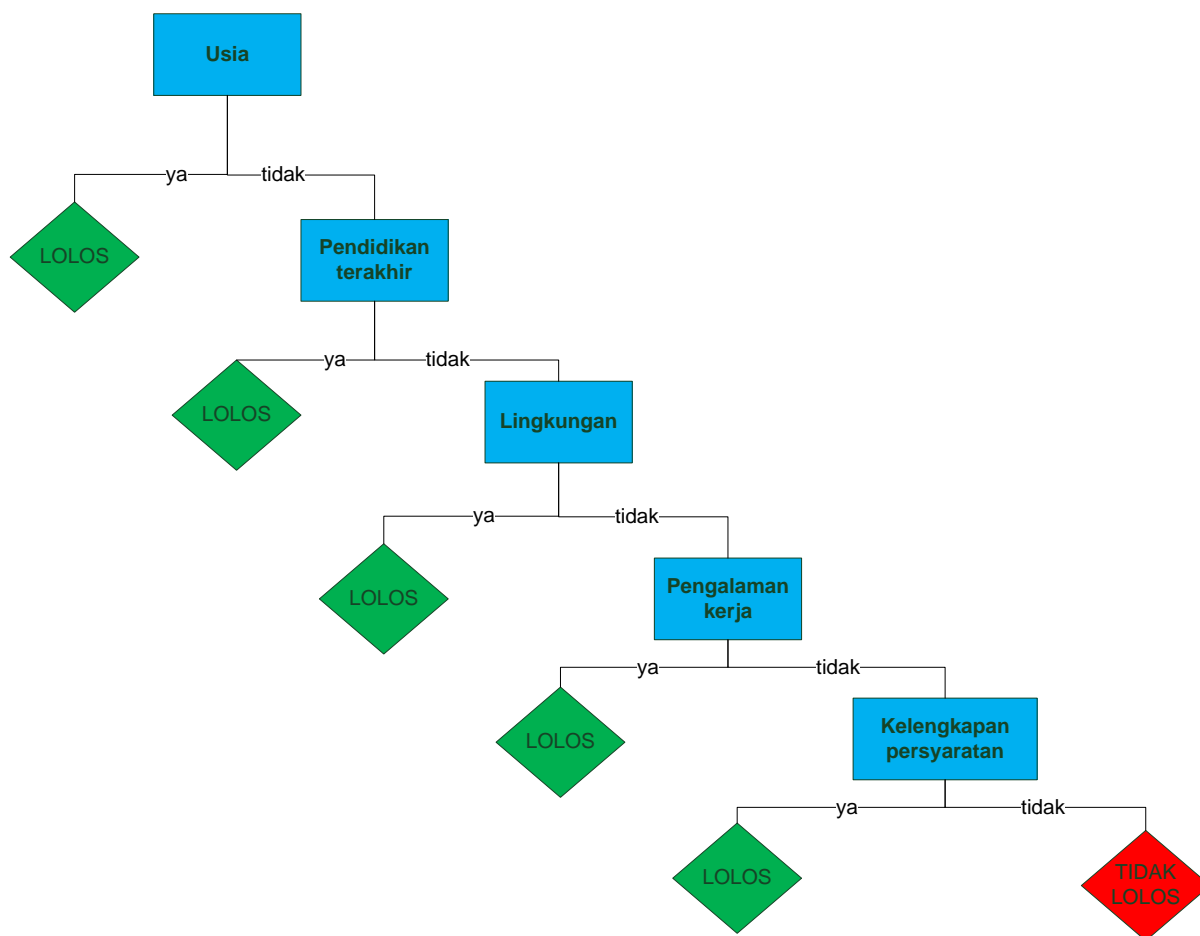 Usia
ya
tidak
LOLOS
Pendidikan
terakhir
ya
tidak
LOLOS
Lingkungan
ya
tidak
LOLOS
Pengalaman
kerja
ya
tidak
LOLOS
Kelengkapan
persyaratan
ya
tidak
LOLOS
TIDAK
LOLOS